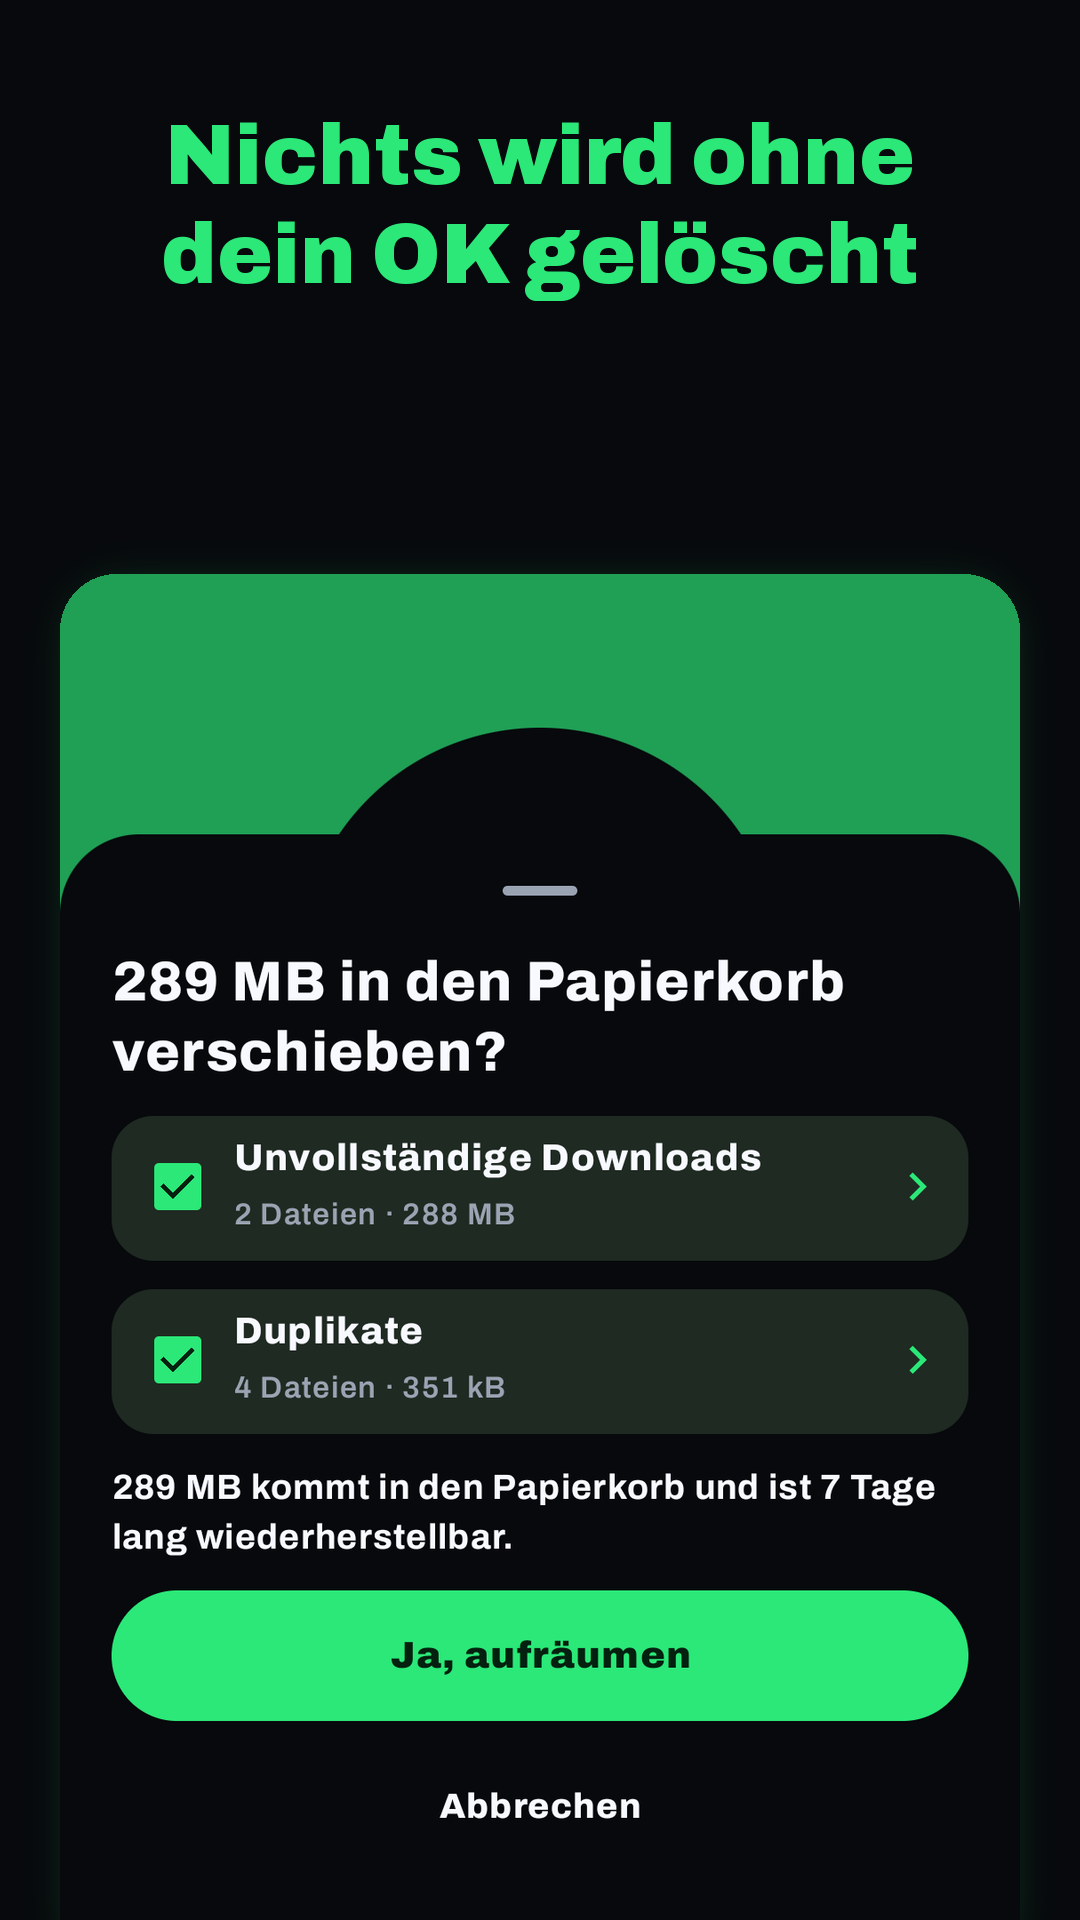 Nichts wird ohne
dein OK gelöscht
289 MB in den Papierkorb
verschieben?
Unvollständige Downloads
2 Dateien · 288 MB
Duplikate
4 Dateien · 351 kB
289 MB kommt in den Papierkorb und ist 7 Tage
lang wiederherstellbar.
Ja, aufräumen
Abbrechen